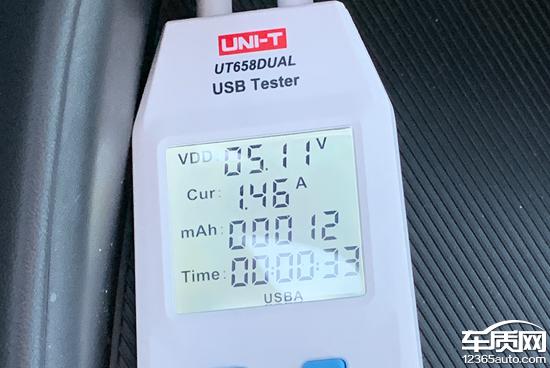 UNI-T
UT658DUAL
USB Tester
VDD: 05.11 V
Cur: 1.46 A
mAh: 00012
Time: 00:00:33
USBA
车质网
12365auto.com